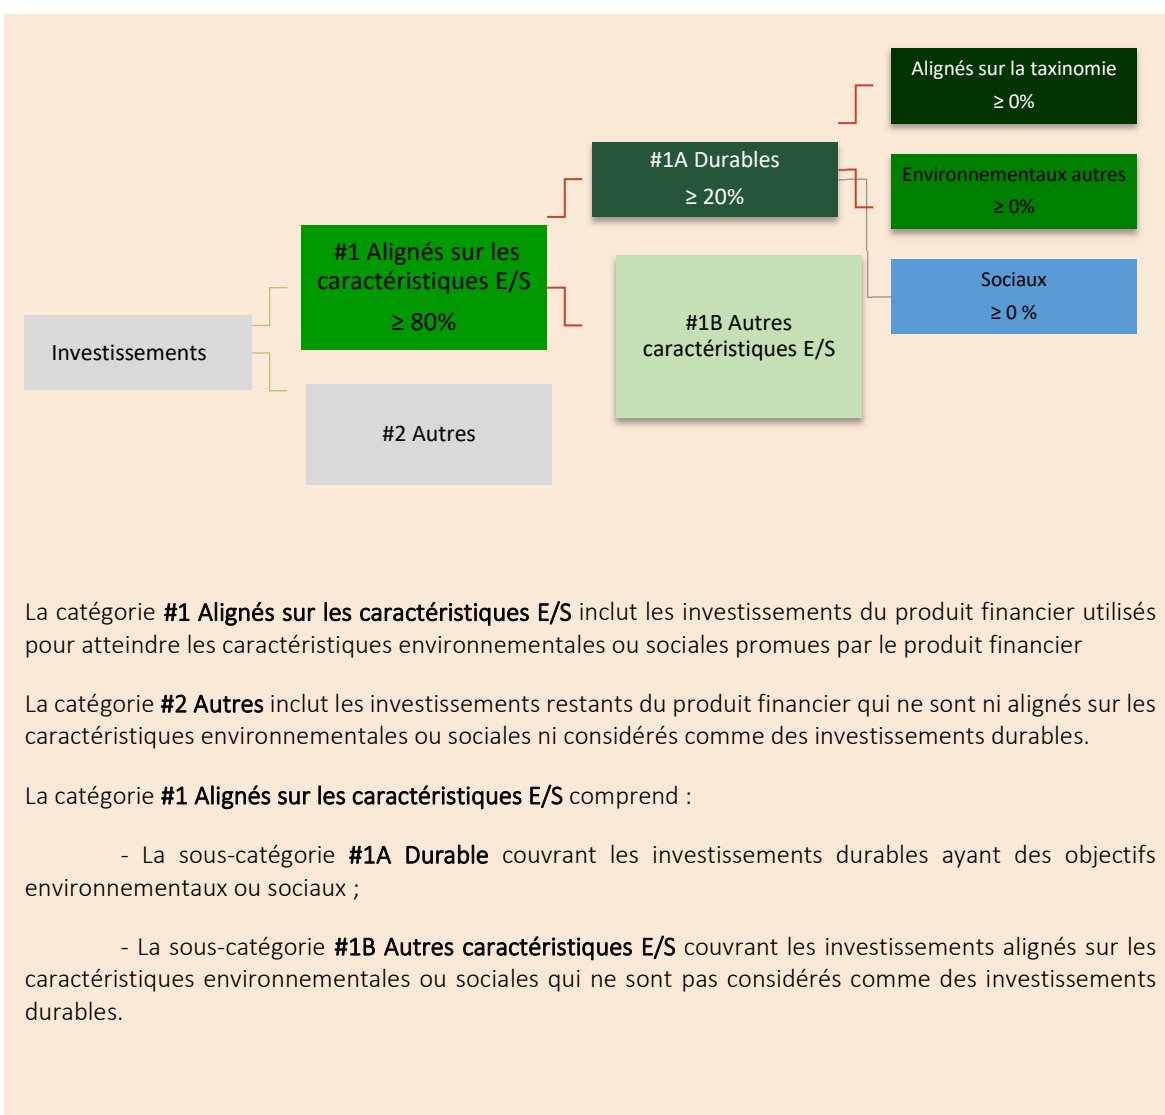 Alignés sur la taxinomie
≥ 0%
#1A Durables
≥ 20%
Environnementaux autres
≥ 0%
#1 Alignés sur les
caractéristiques E/S
≥ 80%
Sociaux
≥ 0 %
#1B Autres
caractéristiques E/S
Investissements
#2 Autres
La catégorie #1 Alignés sur les caractéristiques E/S inclut les investissements du produit financier utilisés
pour atteindre les caractéristiques environnementales ou sociales promues par le produit financier
La catégorie #2 Autres inclut les investissements restants du produit financier qui ne sont ni alignés sur les
caractéristiques environnementales ou sociales ni considérés comme des investissements durables.
La catégorie #1 Alignés sur les caractéristiques E/S comprend :
- La sous-catégorie #1A Durable couvrant les investissements durables ayant des objectifs
environnementaux ou sociaux ;
- La sous-catégorie #1B Autres caractéristiques E/S couvrant les investissements alignés sur les
caractéristiques environnementales ou sociales qui ne sont pas considérés comme des investissements
durables.